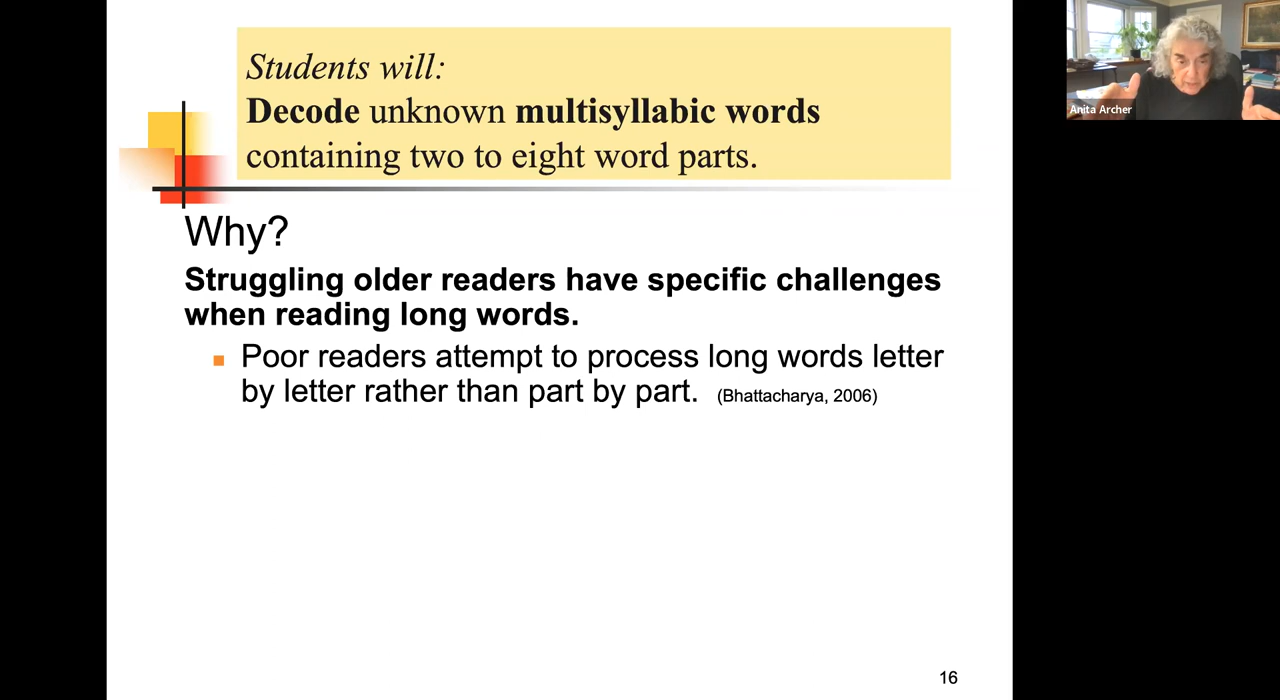 Students will:
Decode unknown multisyllabic words
containing two to eight word parts.
Why?
Struggling older readers have specific challenges
when reading long words.
Poor readers attempt to process long words letter
by letter rather than part by part. (Bhattacharya, 2006)
16
Anita Archer